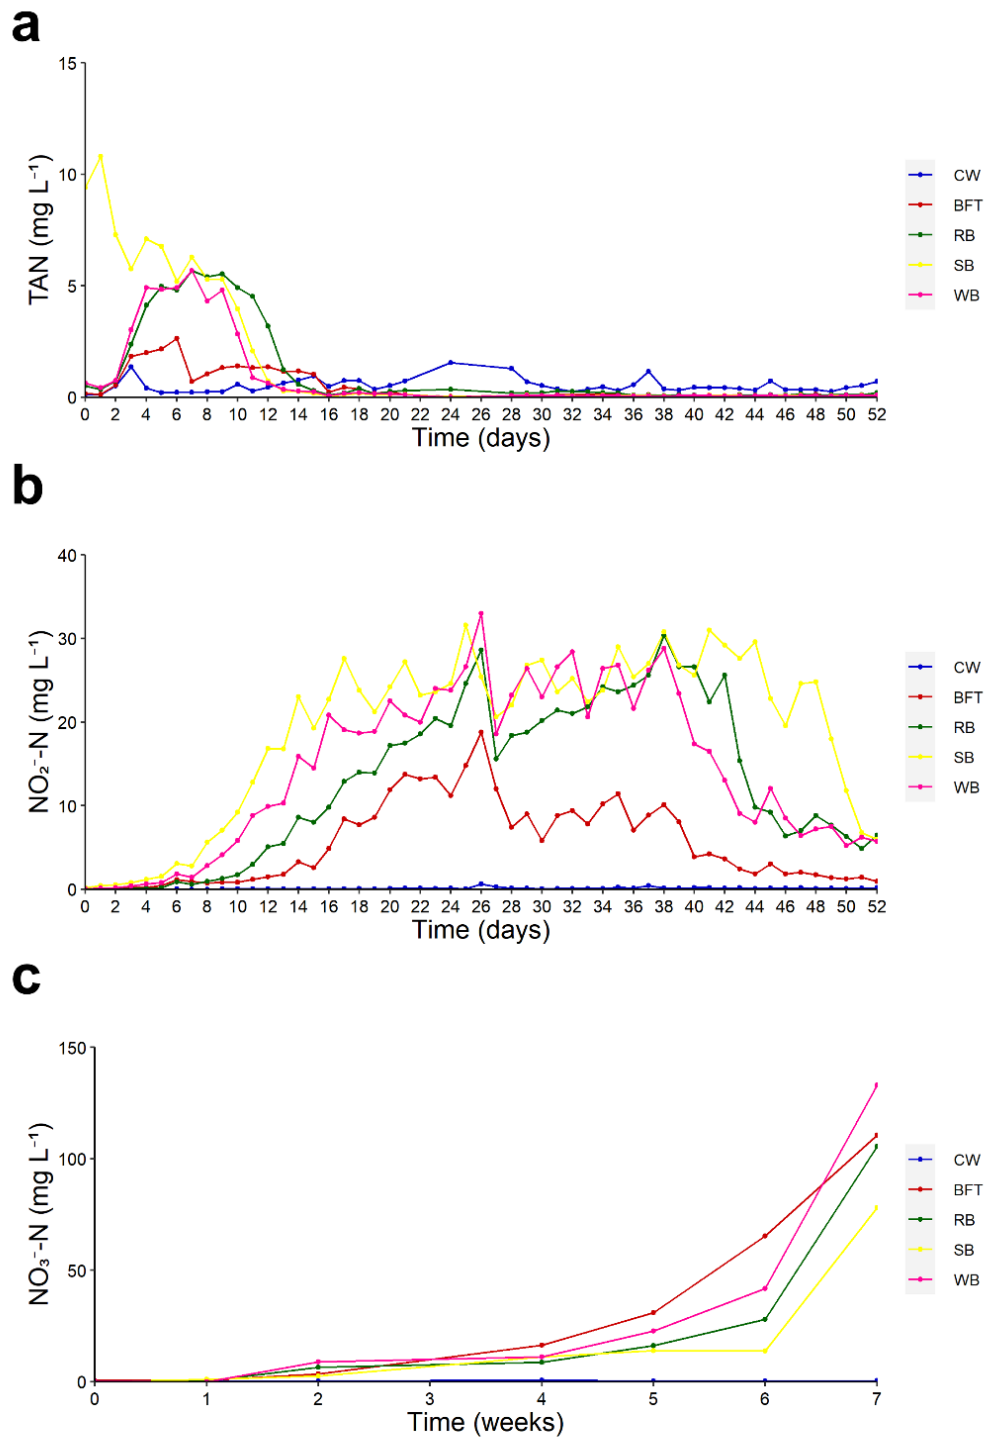 a
15
10
5
0
TAN (mg L⁻¹)
0 2 4 6 8 10 12 14 16 18 20 22 24 26 28 30 32 34 36 38 40 42 44 46 48 50 52
Time (days)
CW
BFT
RB
SB
WB
b
40
30
20
10
0
NO₂⁻-N (mg L⁻¹)
0 2 4 6 8 10 12 14 16 18 20 22 24 26 28 30 32 34 36 38 40 42 44 46 48 50 52
Time (days)
CW
BFT
RB
SB
WB
c
150
100
50
0
NO₃⁻-N (mg L⁻¹)
0 1 2 3 4 5 6 7
Time (weeks)
CW
BFT
RB
SB
WB